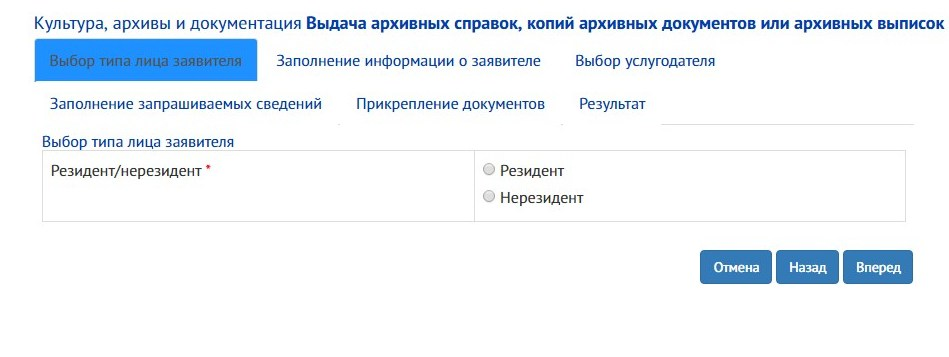 Культура, архивы и документация Выдача архивных справок, копий архивных документов или архивных выписок
Выбор типа лица заявителя Заполнение информации о заявителе Выбор услугодателя
Заполнение запрашиваемых сведений Прикрепление документов Результат
Выбор типа лица заявителя
Резидент/нерезидент * Резидент
Нерезидент
Отмена Назад Вперед